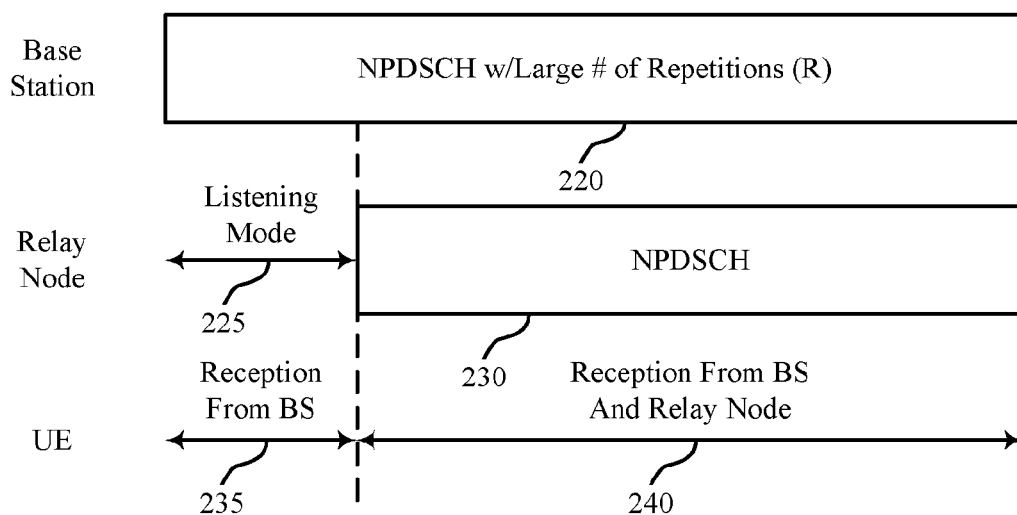 Base
Station
NPDSCH w/Large # of Repetitions (R)
220
Relay
Node
Listening
Mode
225
NPDSCH
230
UE
Reception
From BS
235
Reception From BS
And Relay Node
240